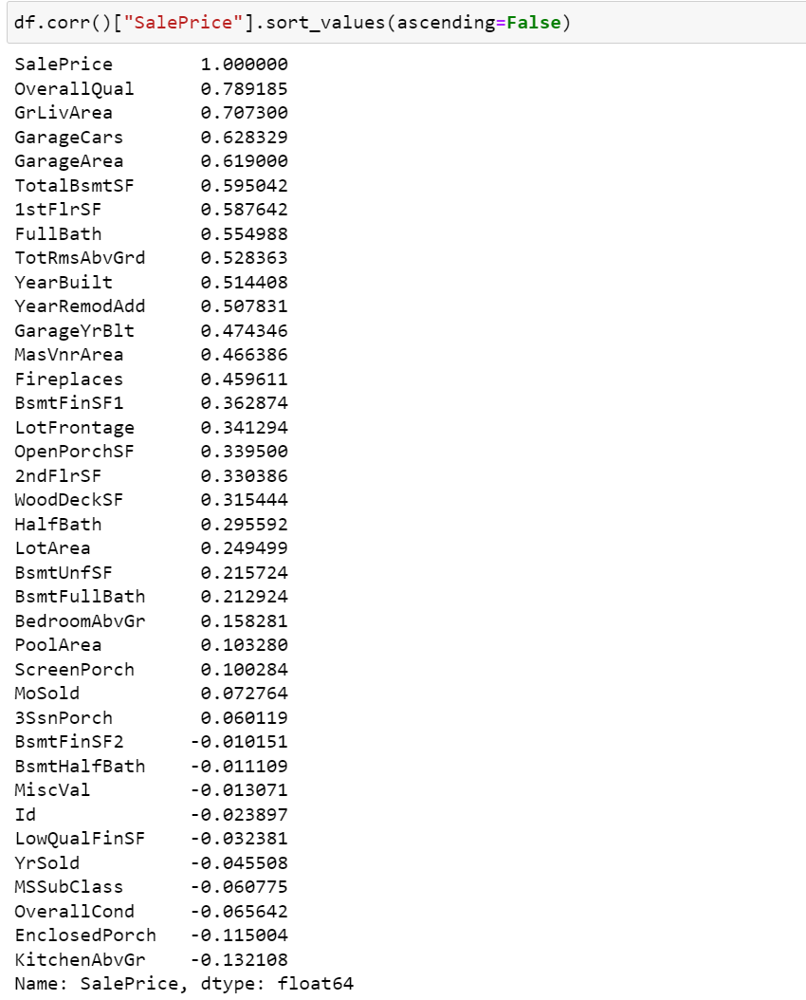 df.corr()["SalePrice"].sort_values(ascending=False)
SalePrice 1.000000
OverallQual 0.789185
GrLivArea 0.707300
GarageCars 0.628329
GarageArea 0.619000
TotalBsmtSF 0.595042
1stFlrSF 0.587642
FullBath 0.554988
TotRmsAbvGrd 0.528363
YearBuilt 0.514408
YearRemodAdd 0.507831
GarageYrBlt 0.474346
MasVnrArea 0.466386
Fireplaces 0.459611
BsmtFinSF1 0.362874
LotFrontage 0.341294
OpenPorchSF 0.339500
2ndFlrSF 0.330386
WoodDeckSF 0.315444
HalfBath 0.295592
LotArea 0.249499
BsmtUnfSF 0.215724
BsmtFullBath 0.212924
BedroomAbvGr 0.158281
PoolArea 0.103280
ScreenPorch 0.100284
MoSold 0.072764
3SsnPorch 0.060119
BsmtFinSF2 -0.010151
BsmtHalfBath -0.011109
MiscVal -0.013071
Id -0.023897
LowQualFinSF -0.032381
YrSold -0.045508
MSSubClass -0.060775
OverallCond -0.065642
EnclosedPorch -0.115004
KitchenAbvGr -0.132108
Name: SalePrice, dtype: float64